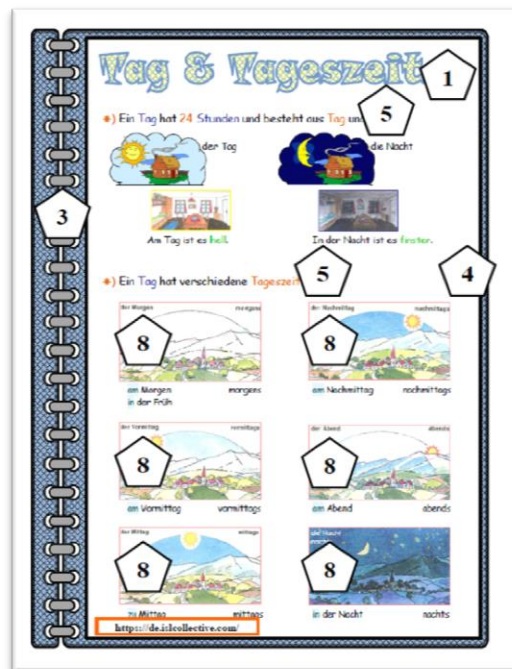 Tag & Tageszeit
1
*) Ein Tag hat 24 Stunden und besteht aus Tag un
5
der Tag
die Nacht
3
Am Tag ist es hell.
In der Nacht ist es finster.
*) Ein Tag hat verschiedene Tageszeit
5
4
der Morgen morgens
der Nachmittag nachmittags
8
8
am Morgen morgens
am Nachmittag nachmittags
in der Früh
der Vormittag vormittags
der Abend abends
8
8
am Vormittag vormittags
am Abend abends
der Mittag mittags
die Nacht
8
8
zu Mittag mittags
in der Nacht nachts
https://de.islcollective.com/